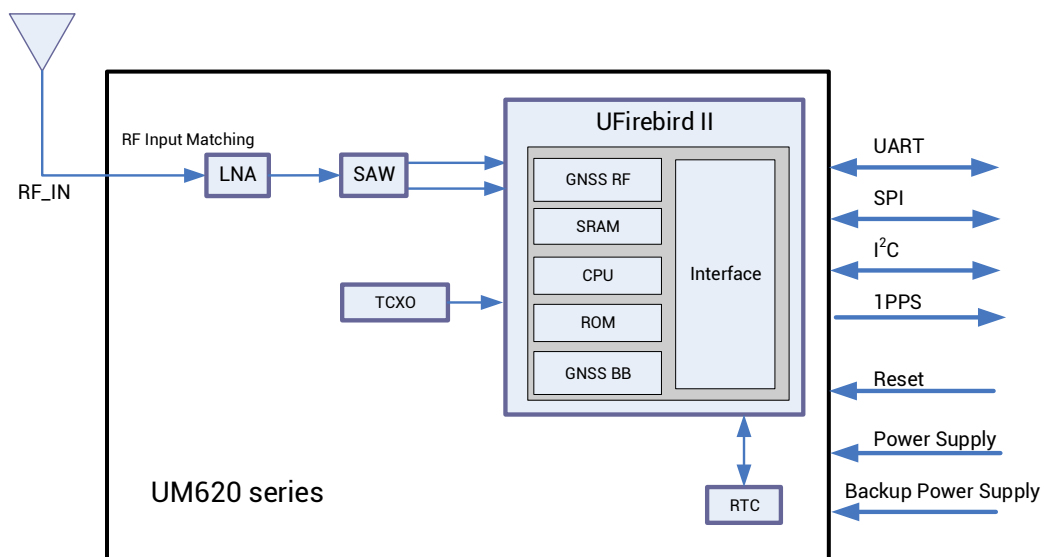 UFirebird II
RF Input Matching
LNA
SAW
RF_IN
GNSS RF
SRAM
CPU
ROM
GNSS BB
Interface
TCXO
RTC
UM620 series
UART
SPI
I²C
1PPS
Reset
Power Supply
Backup Power Supply